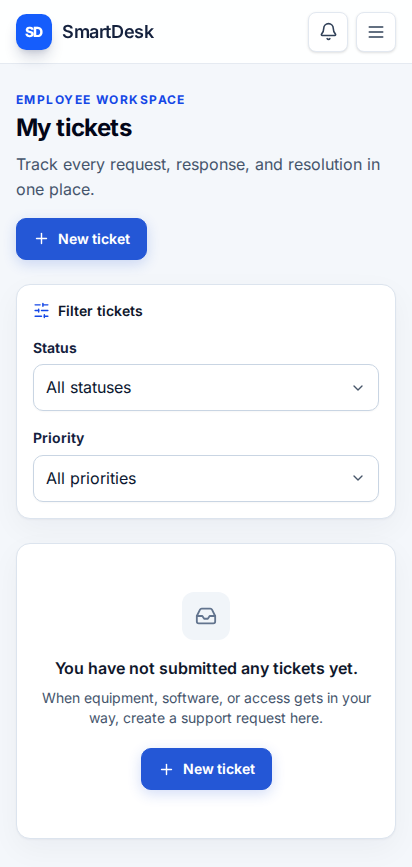 SD SmartDesk
EMPLOYEE WORKSPACE
My tickets
Track every request, response, and resolution in
one place.
New ticket
Filter tickets
Status
All statuses
Priority
All priorities
You have not submitted any tickets yet.
When equipment, software, or access gets in your
way, create a support request here.
New ticket